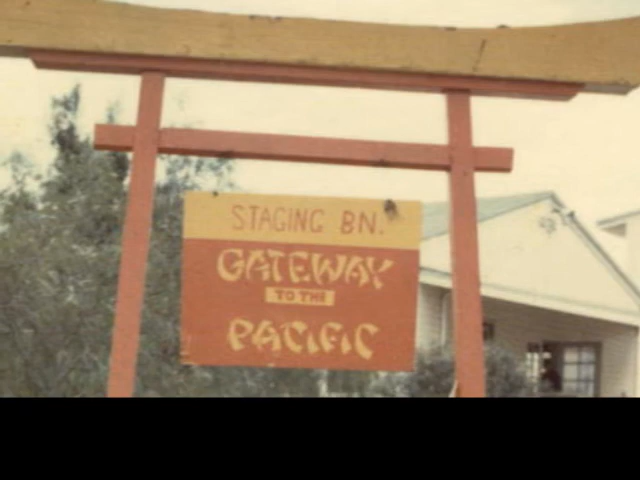 STAGING BN.
GATEWAY
TO THE
PACIFIC